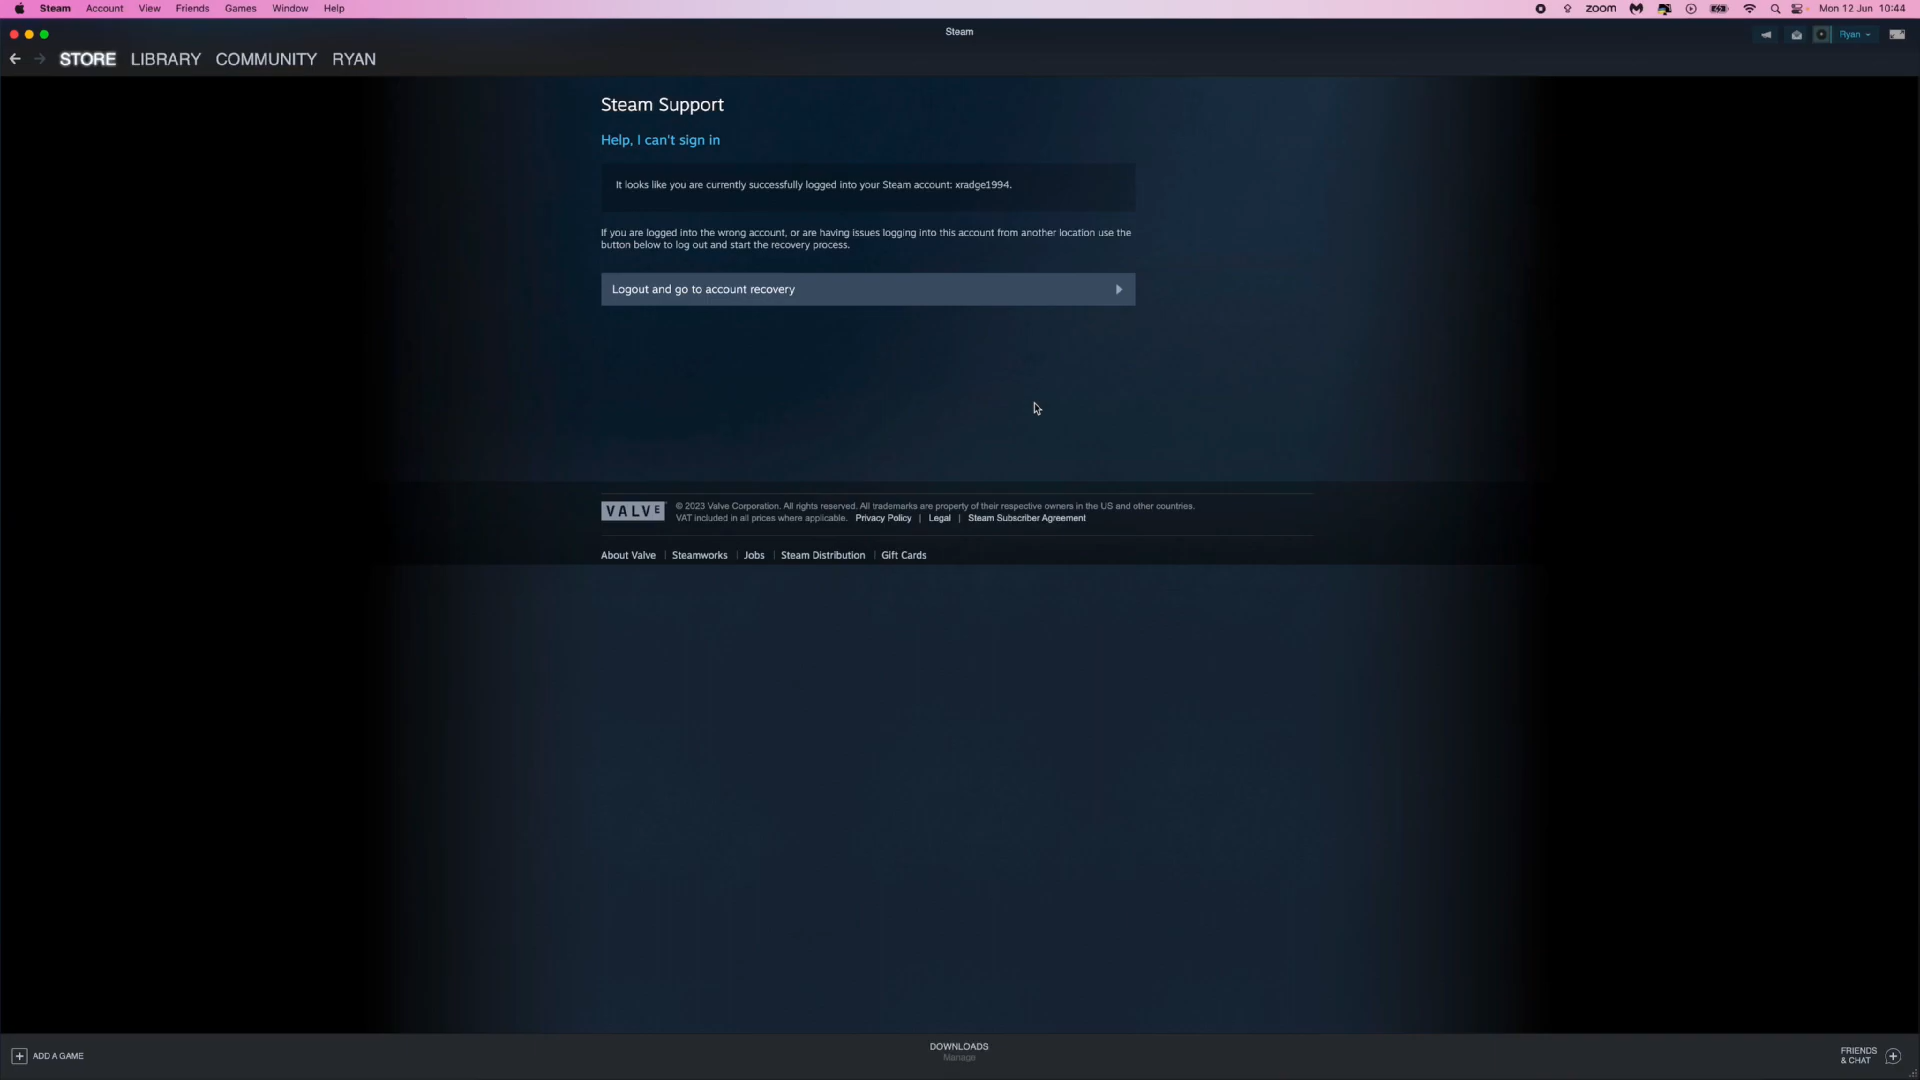 Steam Account View Friends Games Window Help
zoom Mon 12 Jun 10:44
Steam
Ryan
STORE LIBRARY COMMUNITY RYAN
Steam Support
Help, I can't sign in
It looks like you are currently successfully logged into your Steam account: xradge1994.
If you are logged into the wrong account, or are having issues logging into this account from another location use the
button below to log out and start the recovery process.
Logout and go to account recovery
VALVE
© 2023 Valve Corporation. All rights reserved. All trademarks are property of their respective owners in the US and other countries.
VAT included in all prices where applicable. Privacy Policy | Legal | Steam Subscriber Agreement
About Valve | Steamworks | Jobs | Steam Distribution | Gift Cards
ADD A GAME
DOWNLOADS
Manage
FRIENDS
& CHAT